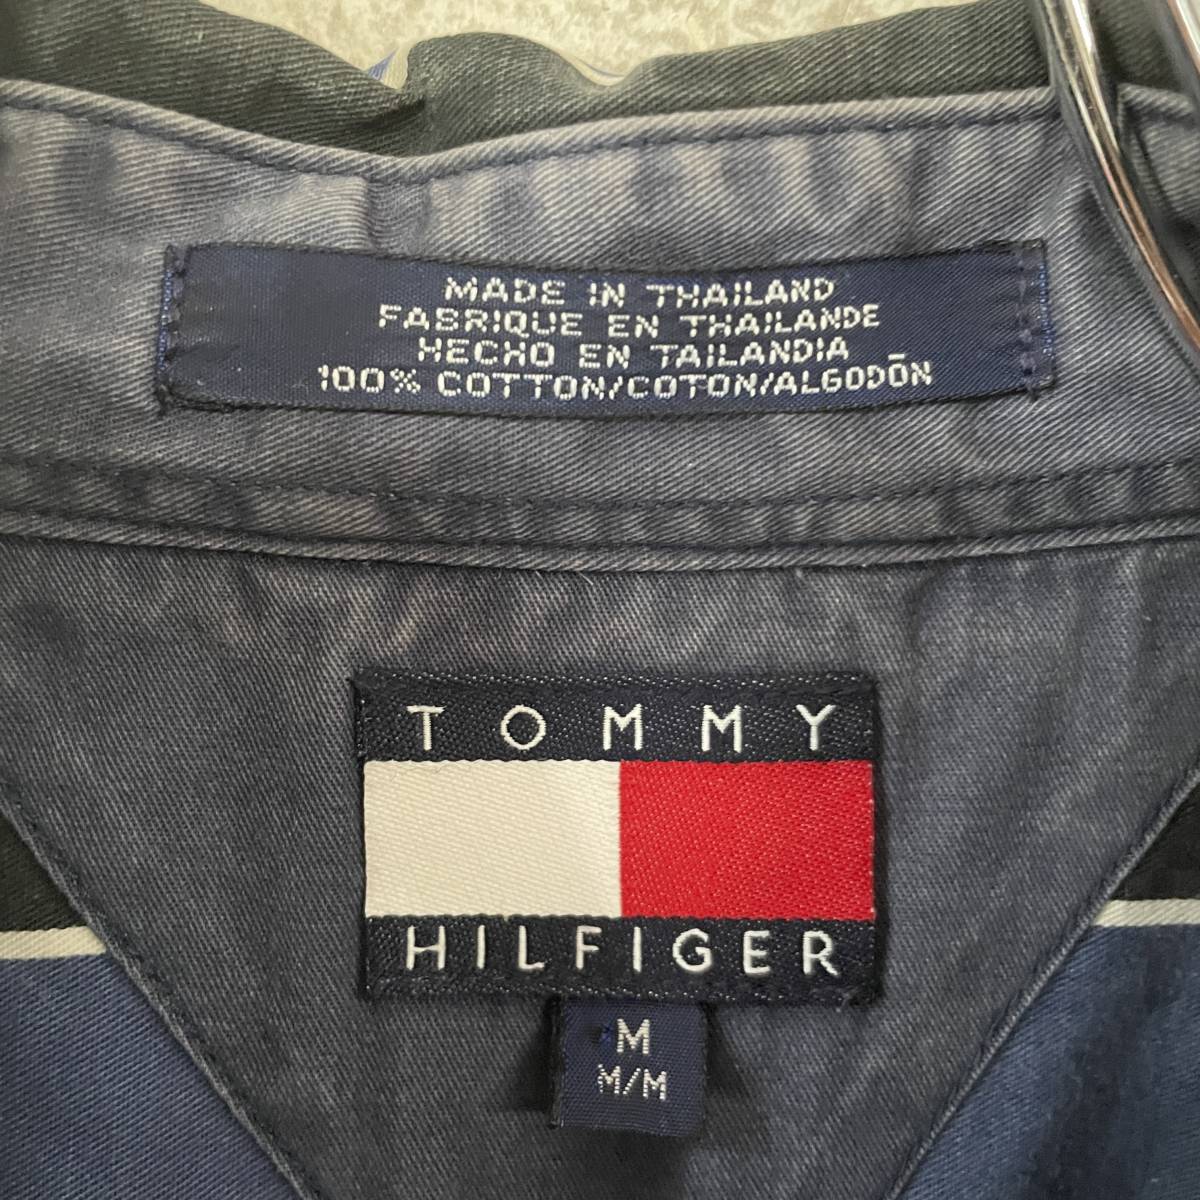 MADE IN THAILAND
FABRIQUE EN THAILANDE
HECHO EN TAILANDIA
100% COTTON/COTON/ALGODŌN
TOMMY
HILFIGER
M
M/M